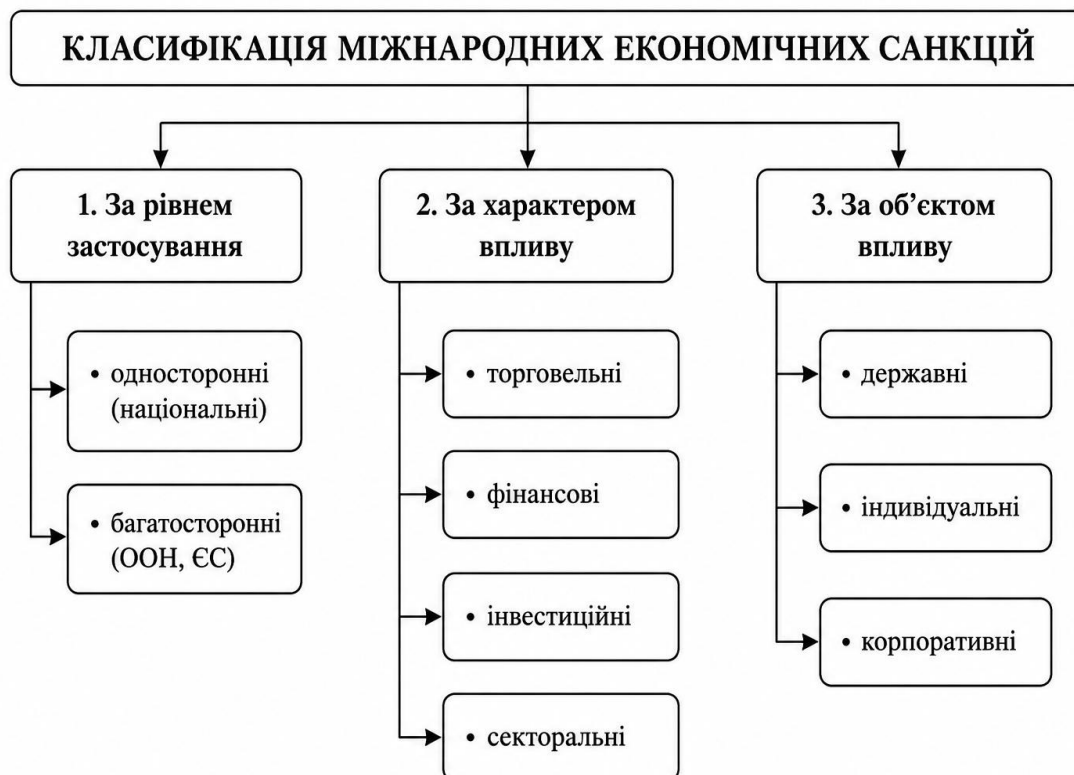 КЛАСИФІКАЦІЯ МІЖНАРОДНИХ ЕКОНОМІЧНИХ САНКЦІЙ
1. За рівнем
застосування
• односторонні
(національні)
• багатосторонні
(ООН, ЄС)
2. За характером
впливу
• торговельні
• фінансові
• інвестиційні
• секторальні
3. За об’єктом
впливу
• державні
• індивідуальні
• корпоративні